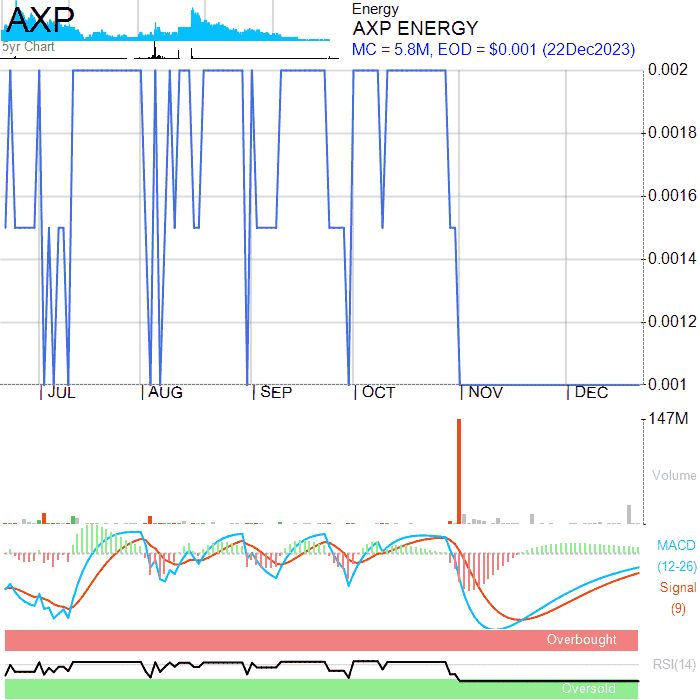 AXP
5yr Chart
Energy
AXP ENERGY
MC = 5.8M, EOD = $0.001 (22Dec2023)
0.002
0.0018
0.0016
0.0014
0.0012
0.001
JUL AUG SEP OCT NOV DEC
147M
Volume
MACD
(12-26)
Signal
(9)
Overbought
RSI(14)
Oversold